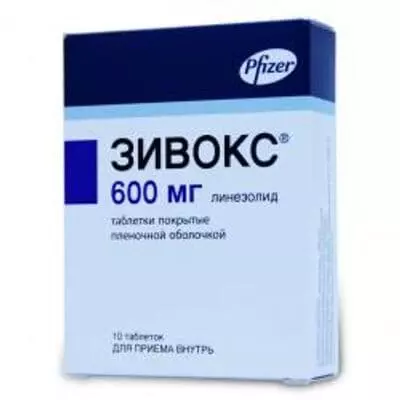 Pfizer
ЗИВОКС®
600 мг линезолид
таблетки покрытые
пленочной оболочкой
10 таблеток
ДЛЯ ПРИЕМА ВНУТРЬ